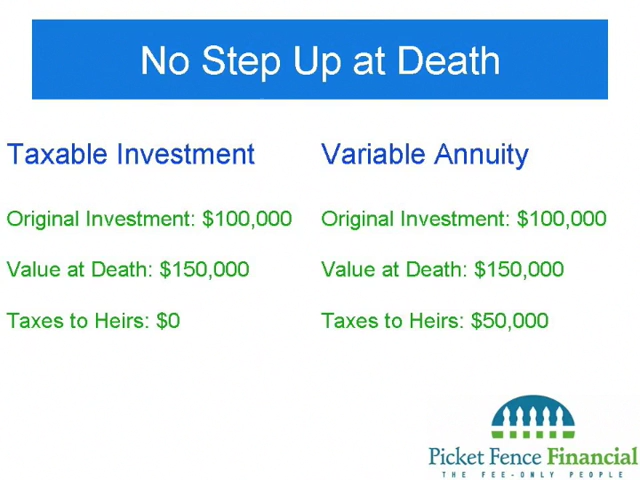 No Step Up at Death
Taxable Investment
Original Investment: $100,000
Value at Death: $150,000
Taxes to Heirs: $0
Variable Annuity
Original Investment: $100,000
Value at Death: $150,000
Taxes to Heirs: $50,000
Picket Fence Financial
THE FEE-ONLY PEOPLE